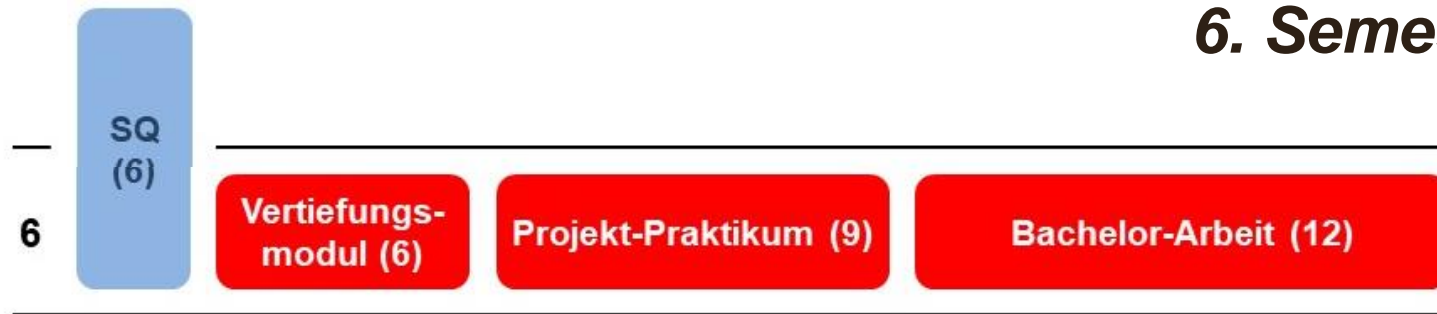 6. Seme
SQ
(6)
6
Vertiefungs-
modul (6)
Projekt-Praktikum (9)
Bachelor-Arbeit (12)